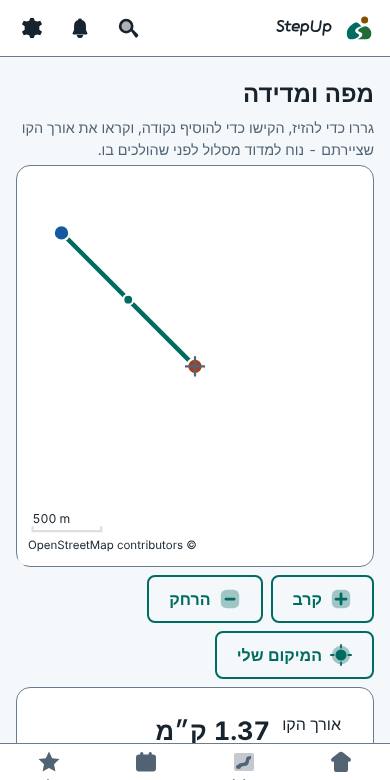 StepUp
מפה ומדידה
גררו כדי להזיז, הקישו כדי להוסיף נקודה, וקראו את אורך הקו
שציירתם - נוח למדוד מסלול לפני שהולכים בו.
500 m
OpenStreetMap contributors ©
קרב
הרחק
המיקום שלי
אורך הקו
1.37 ק״מ